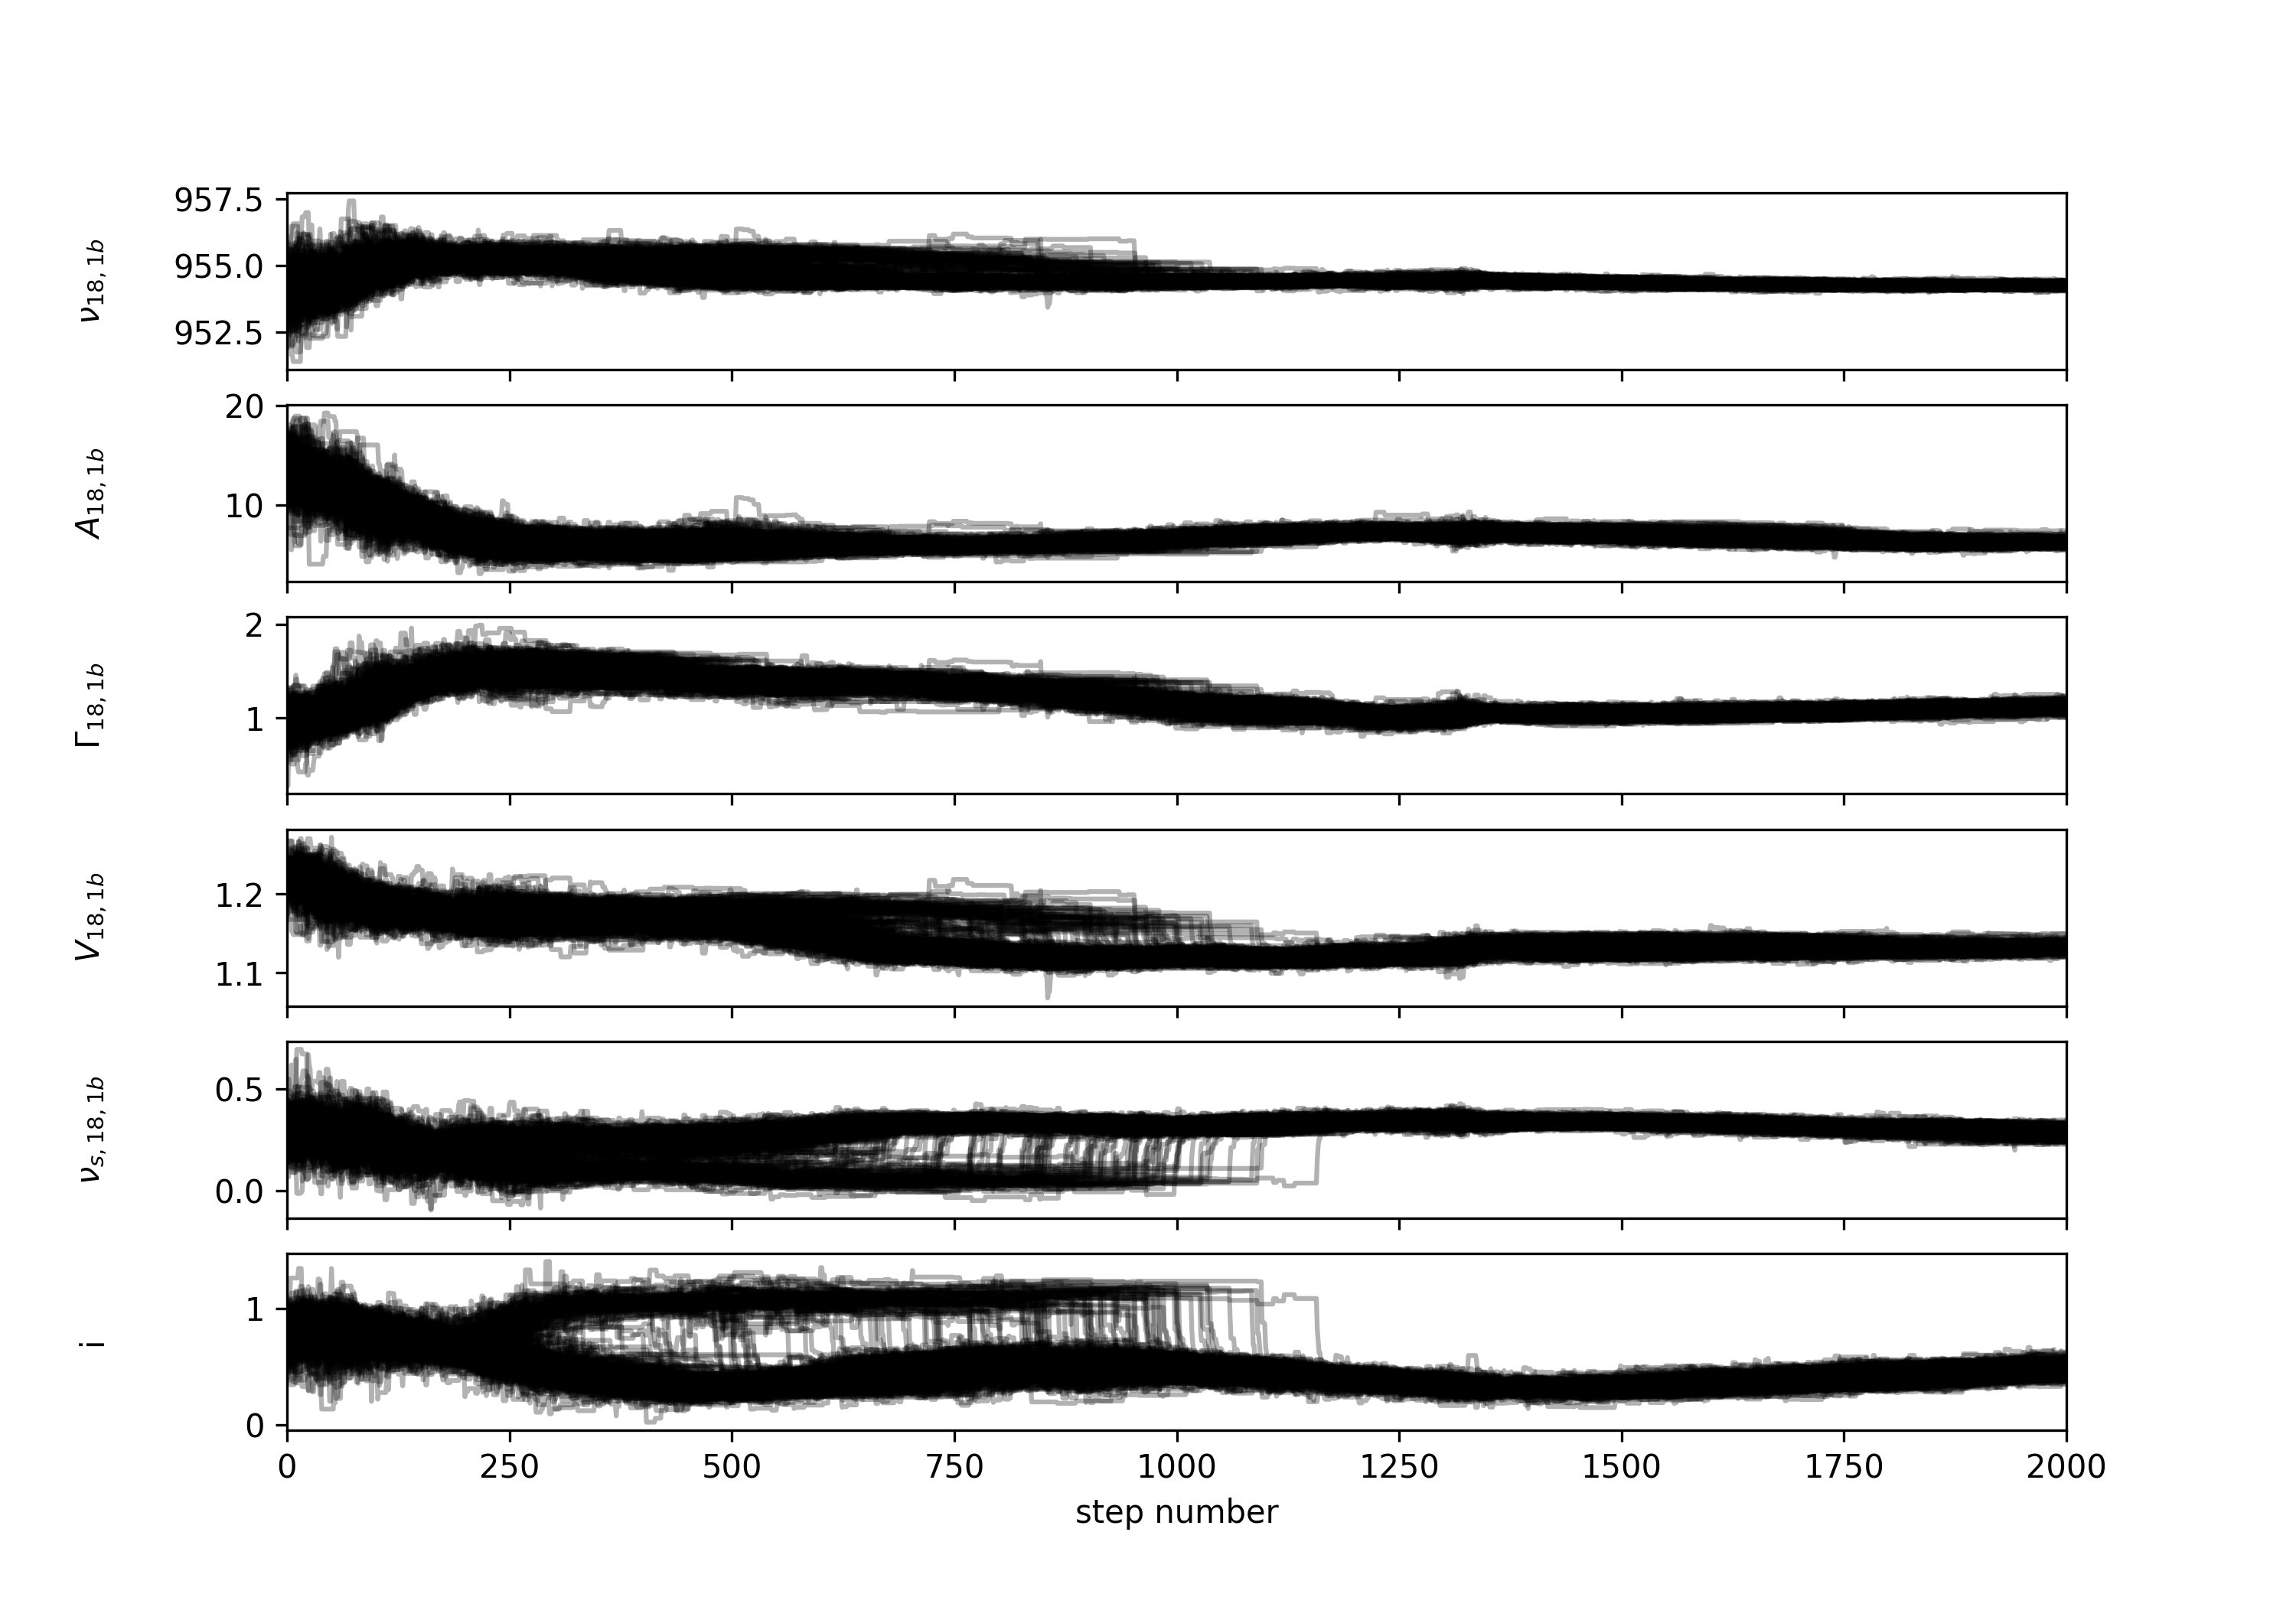 957.5
955.0
952.5
ν18, 1b
20
10
A18, 1b
2
1
Γ18, 1b
1.2
1.1
V18, 1b
0.5
0.0
νs, 18, 1b
1
0
i
0 250 500 750 1000 1250 1500 1750 2000
step number